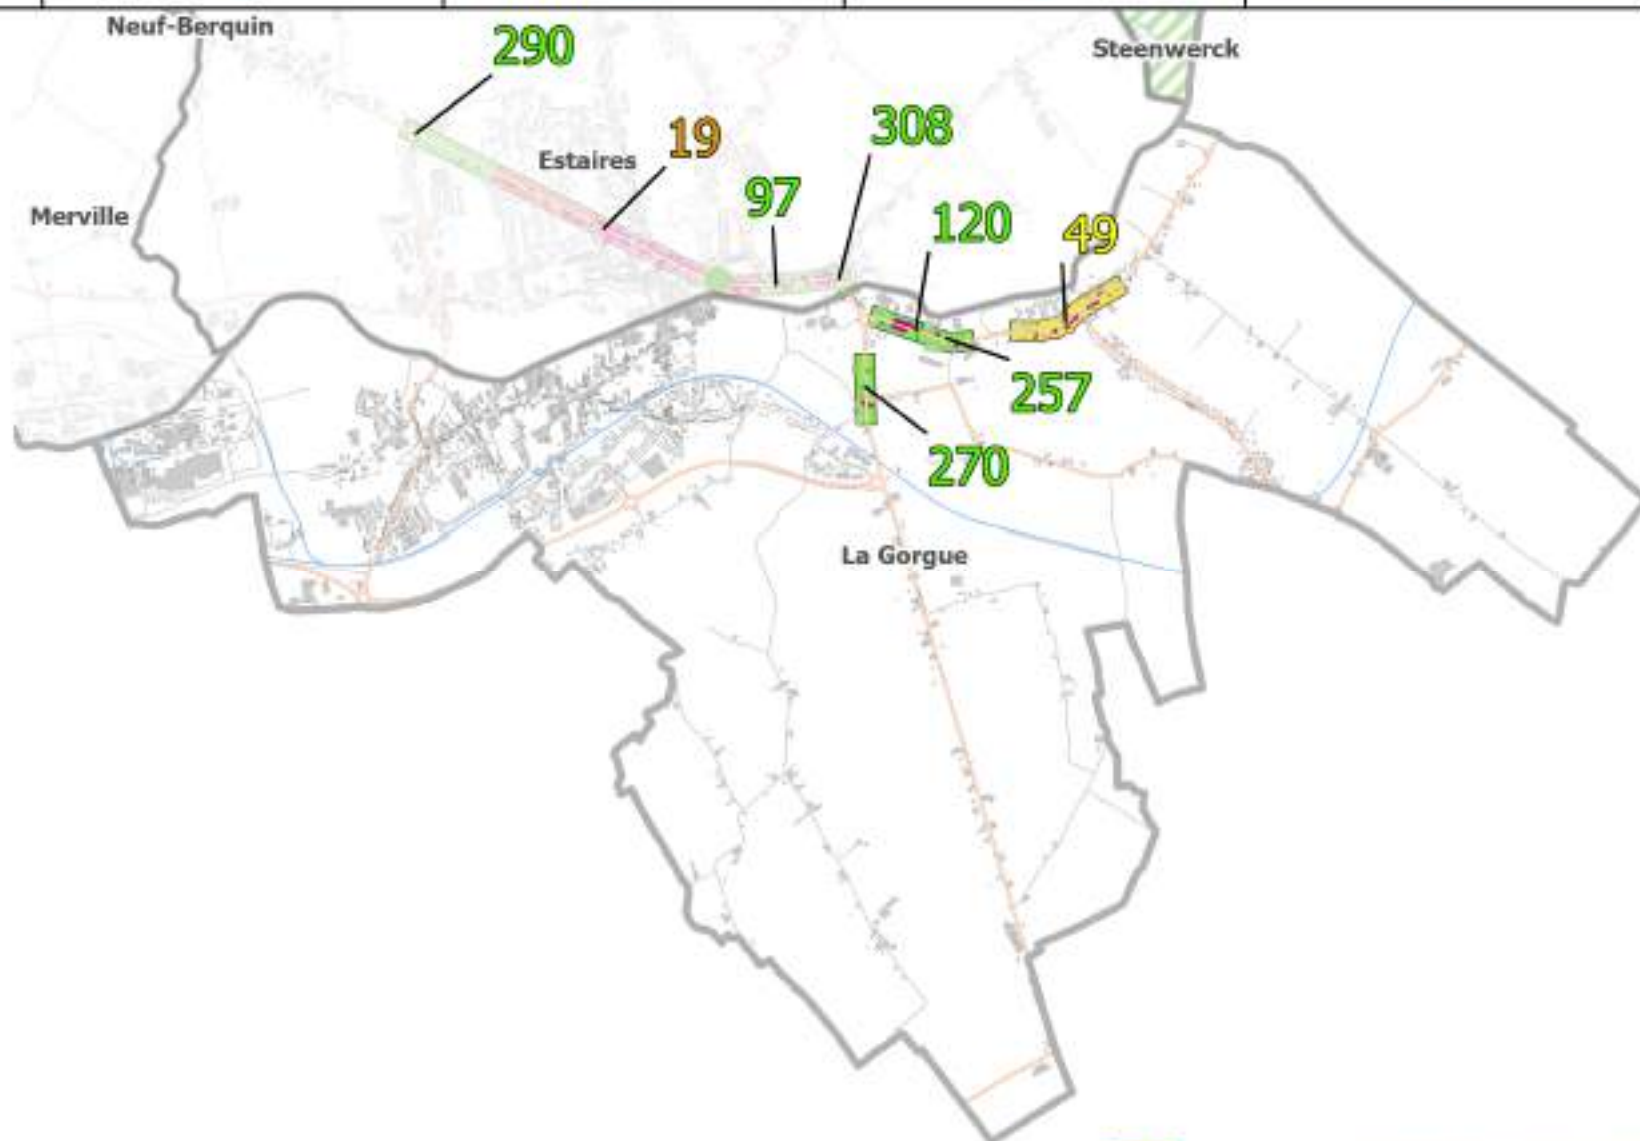 Neuf-Berquin
290
Steenwerck
19
308
Estaires
97
120
Merville
49
257
270
La Gorgue